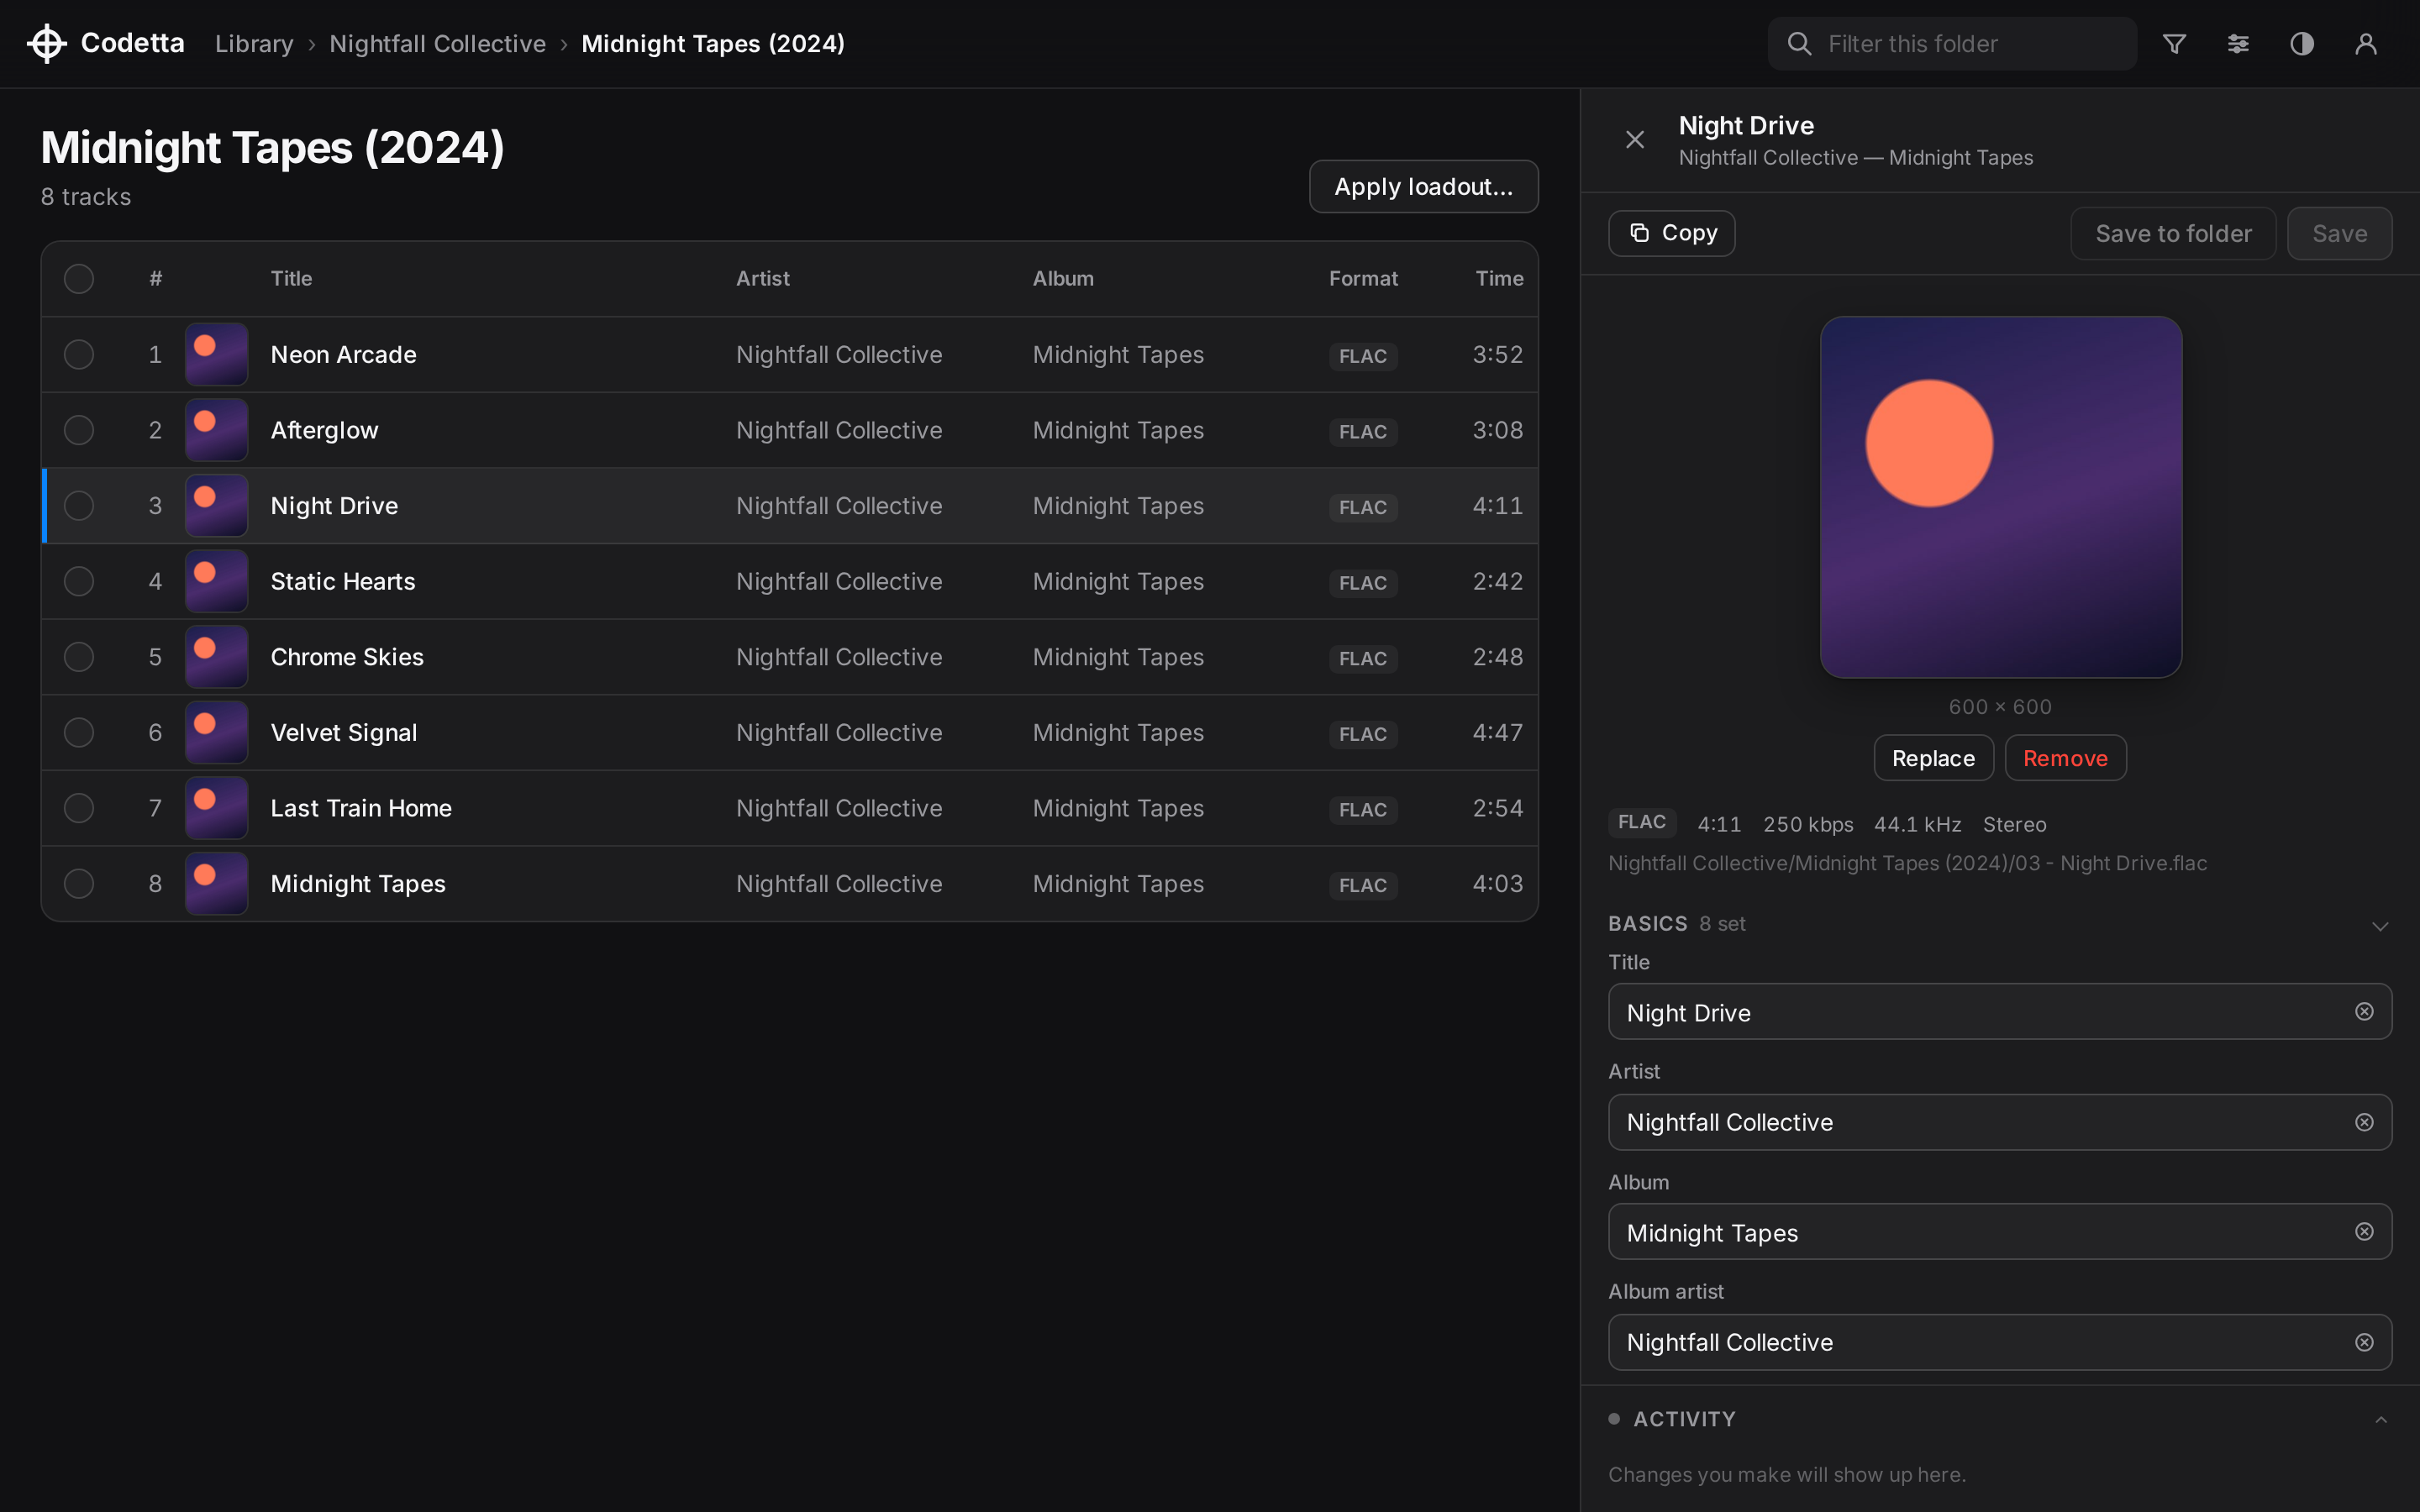 Codetta Library › Nightfall Collective › Midnight Tapes (2024) Filter this folder
Midnight Tapes (2024)
8 tracks
Apply loadout...
# Title Artist Album Format Time
1 Neon Arcade Nightfall Collective Midnight Tapes FLAC 3:52
2 Afterglow Nightfall Collective Midnight Tapes FLAC 3:08
3 Night Drive Nightfall Collective Midnight Tapes FLAC 4:11
4 Static Hearts Nightfall Collective Midnight Tapes FLAC 2:42
5 Chrome Skies Nightfall Collective Midnight Tapes FLAC 2:48
6 Velvet Signal Nightfall Collective Midnight Tapes FLAC 4:47
7 Last Train Home Nightfall Collective Midnight Tapes FLAC 2:54
8 Midnight Tapes Nightfall Collective Midnight Tapes FLAC 4:03
Night Drive
Nightfall Collective — Midnight Tapes
Copy Save to folder Save
600 × 600
Replace Remove
FLAC 4:11 250 kbps 44.1 kHz Stereo
Nightfall Collective/Midnight Tapes (2024)/03 - Night Drive.flac
BASICS 8 set
Title
Night Drive
Artist
Nightfall Collective
Album
Midnight Tapes
Album artist
Nightfall Collective
ACTIVITY
Changes you make will show up here.